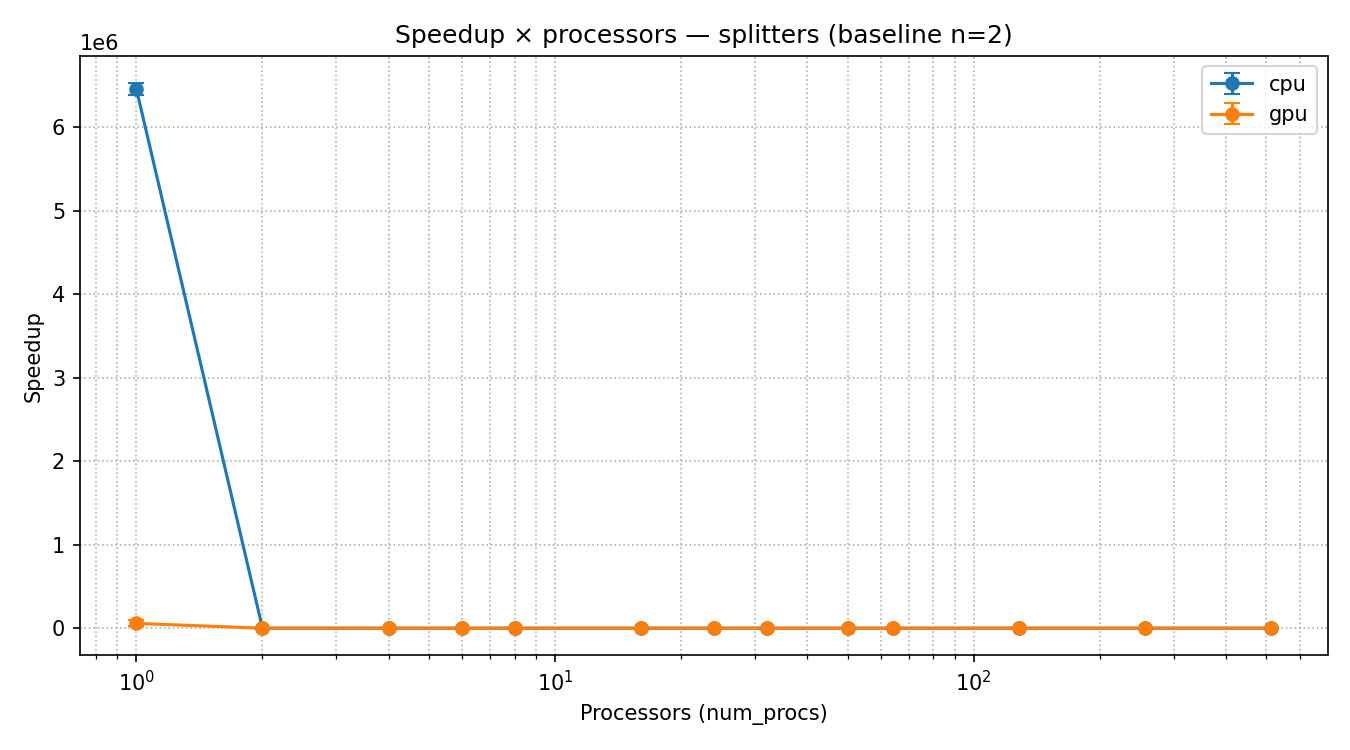 Speedup × processors — splitters (baseline n=2)
1e6
cpu
gpu
6
5
4
3
2
1
0
Speedup
10⁰
10¹
10²
Processors (num_procs)